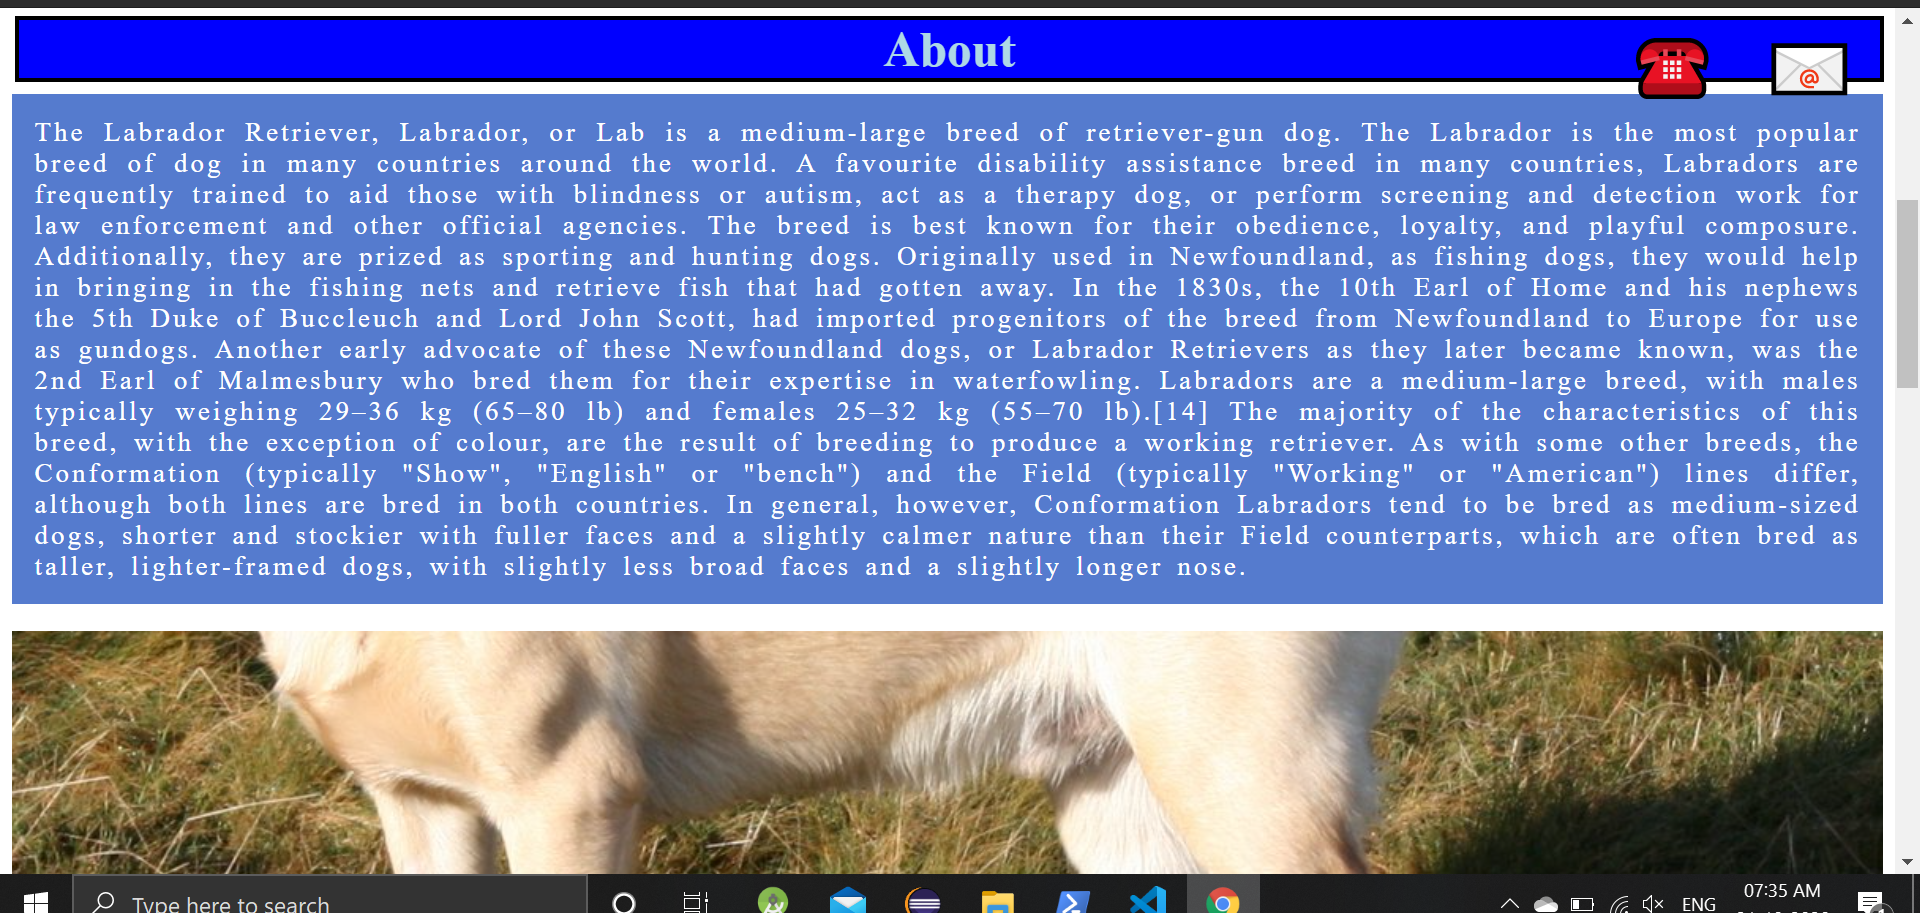 About
@
The Labrador Retriever, Labrador, or Lab is a medium-large breed of retriever-gun dog. The Labrador is the most popular
breed of dog in many countries around the world. A favourite disability assistance breed in many countries, Labradors are
frequently trained to aid those with blindness or autism, act as a therapy dog, or perform screening and detection work for
law enforcement and other official agencies. The breed is best known for their obedience, loyalty, and playful composure.
Additionally, they are prized as sporting and hunting dogs. Originally used in Newfoundland, as fishing dogs, they would help
in bringing in the fishing nets and retrieve fish that had gotten away. In the 1830s, the 10th Earl of Home and his nephews
the 5th Duke of Buccleuch and Lord John Scott, had imported progenitors of the breed from Newfoundland to Europe for use
as gundogs. Another early advocate of these Newfoundland dogs, or Labrador Retrievers as they later became known, was the
2nd Earl of Malmesbury who bred them for their expertise in waterfowling. Labradors are a medium-large breed, with males
typically weighing 29–36 kg (65–80 lb) and females 25–32 kg (55–70 lb).[14] The majority of the characteristics of this
breed, with the exception of colour, are the result of breeding to produce a working retriever. As with some other breeds, the
Conformation (typically "Show", "English" or "bench") and the Field (typically "Working" or "American") lines differ,
although both lines are bred in both countries. In general, however, Conformation Labradors tend to be bred as medium-sized
dogs, shorter and stockier with fuller faces and a slightly calmer nature than their Field counterparts, which are often bred as
taller, lighter-framed dogs, with slightly less broad faces and a slightly longer nose.
Type here to search
ENG
07:35 AM